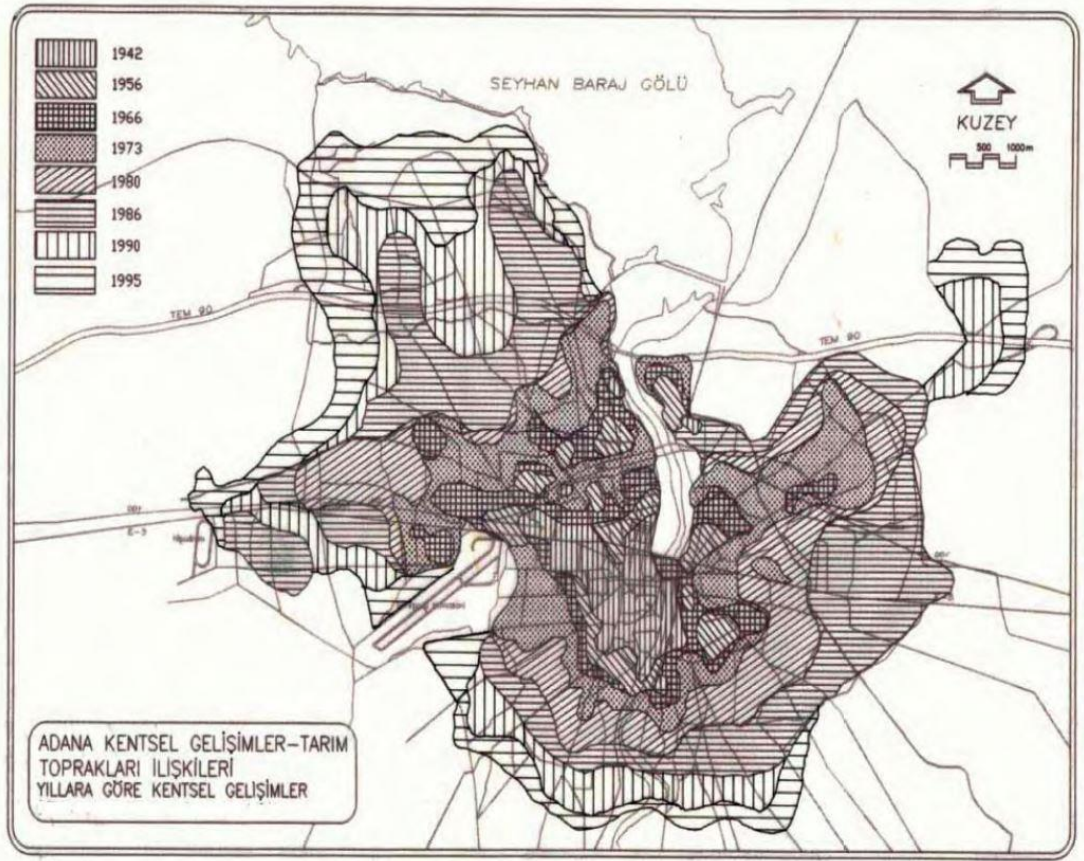 1942
1956
1966
1973
1980
1986
1990
1995
SEYHAN BARAJ GÖLÜ
KUZEY
500 1000m
TEM 90
TEM 90
E-5
ADANA KENTSEL GELİŞİMLER-TARIM
TOPRAKLARI İLİŞKİLERİ
YILLARA GÖRE KENTSEL GELİŞİMLER